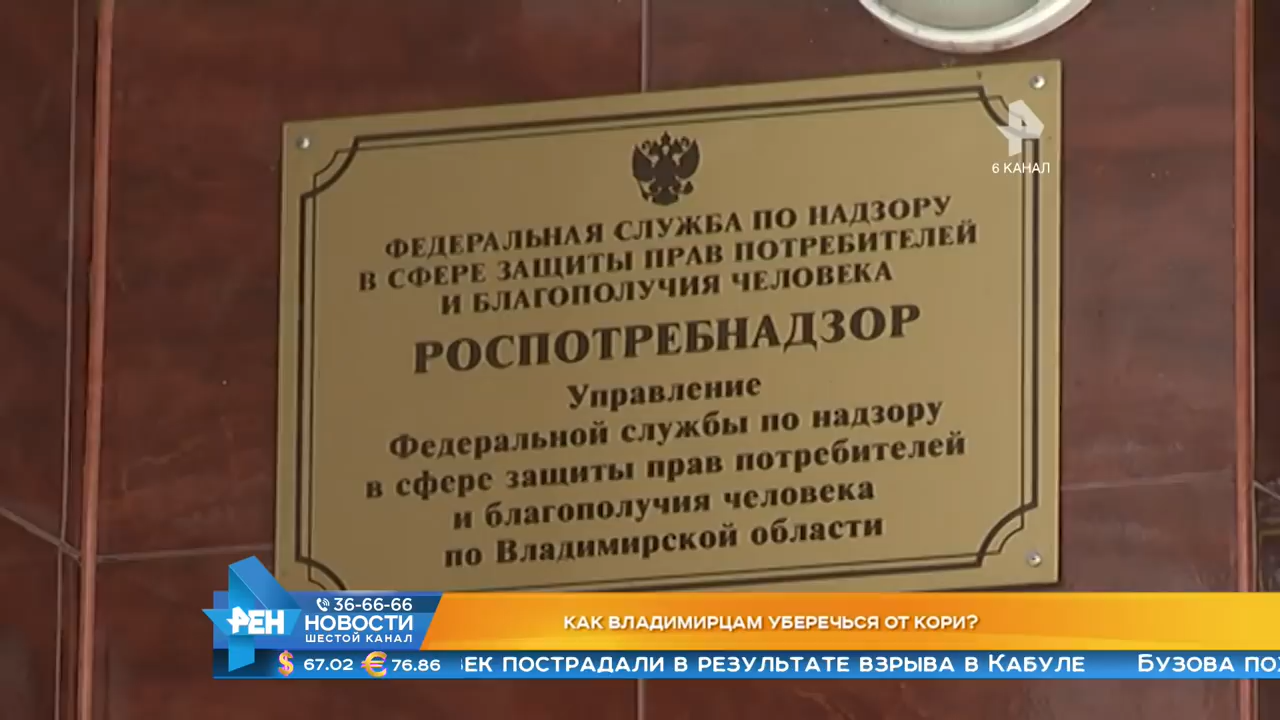 6 КАНАЛ
ФЕДЕРАЛЬНАЯ СЛУЖБА ПО НАДЗОРУ
В СФЕРЕ ЗАЩИТЫ ПРАВ ПОТРЕБИТЕЛЕЙ
И БЛАГОПОЛУЧИЯ ЧЕЛОВЕКА
РОСПОТРЕБНАДЗОР
Управление
Федеральной службы по надзору
в сфере защиты прав потребителей
и благополучия человека
по Владимирской области
РЕН
36-66-66
НОВОСТИ
ШЕСТОЙ КАНАЛ
КАК ВЛАДИМИРЦАМ УБЕРЕЧЬСЯ ОТ КОРИ?
$ 67.02 € 76.86 ВЕК ПОСТРАДАЛИ В РЕЗУЛЬТАТЕ ВЗРЫВА В КАБУЛЕ БУЗОВА